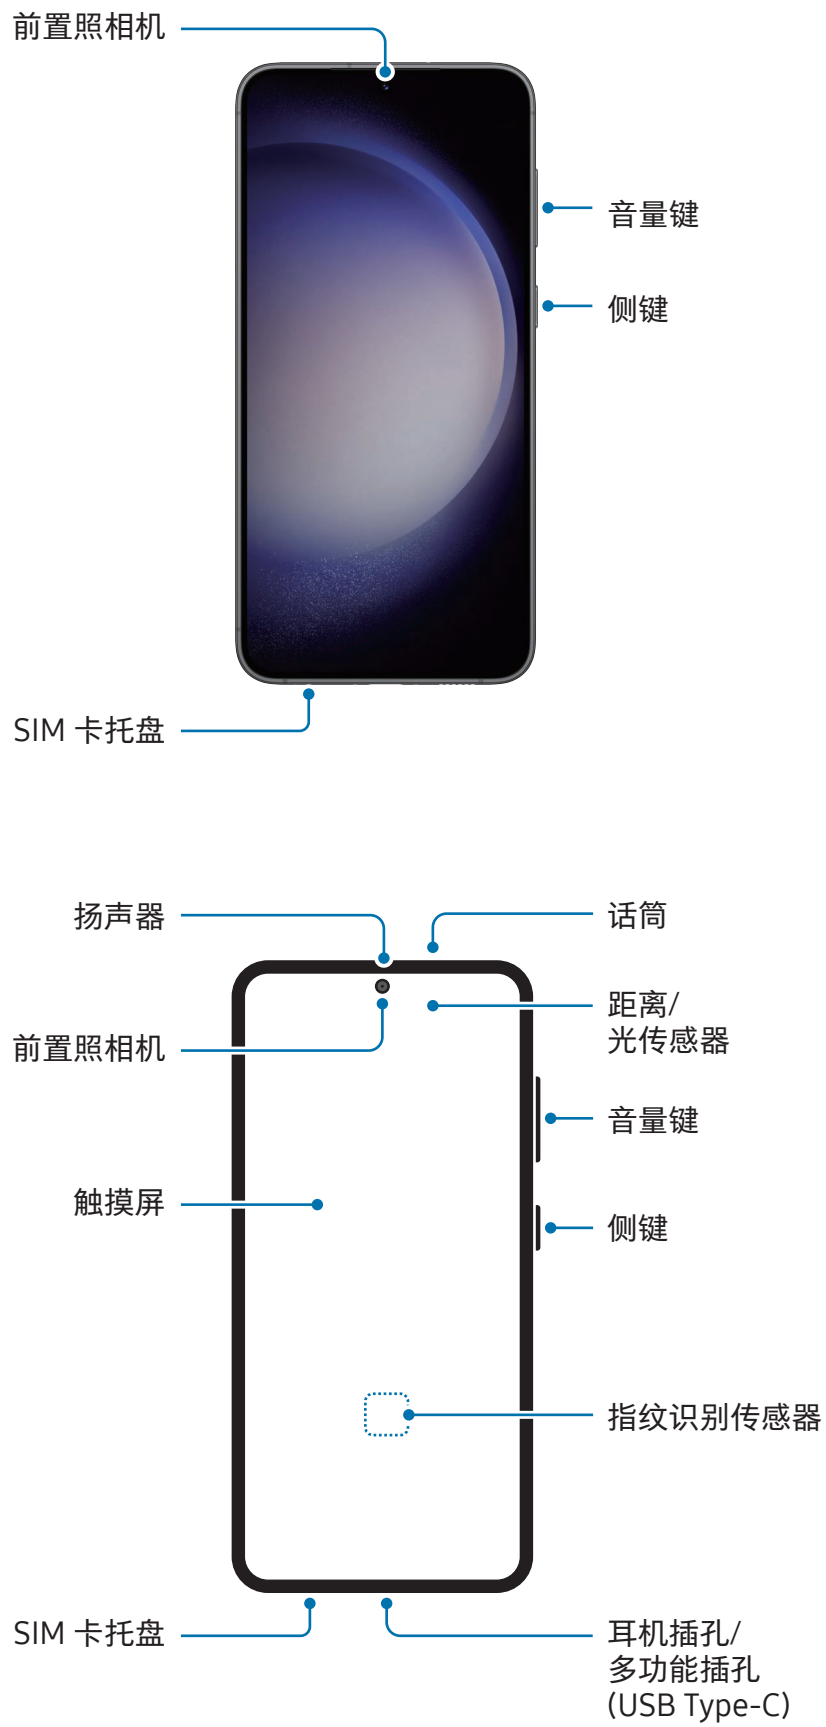 前置照相机
音量键
侧键
SIM 卡托盘
扬声器
话筒
距离/
光传感器
前置照相机
音量键
触摸屏
侧键
指纹识别传感器
SIM 卡托盘
耳机插孔/
多功能插孔
(USB Type-C)